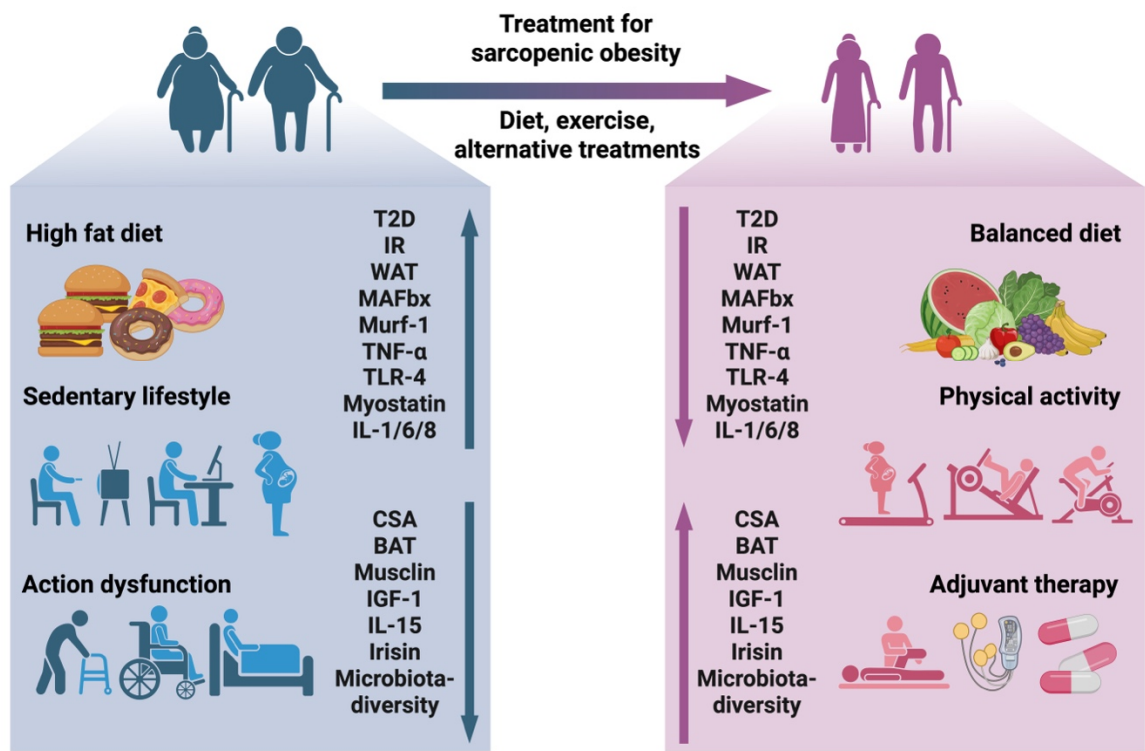 Treatment for
sarcopenic obesity
Diet, exercise,
alternative treatments
High fat diet
Sedentary lifestyle
Action dysfunction
T2D
IR
WAT
MAFbx
Murf-1
TNF-α
TLR-4
Myostatin
IL-1/6/8
CSA
BAT
Musclin
IGF-1
IL-15
Irisin
Microbiota-
diversity
T2D
IR
WAT
MAFbx
Murf-1
TNF-α
TLR-4
Myostatin
IL-1/6/8
CSA
BAT
Musclin
IGF-1
IL-15
Irisin
Microbiota-
diversity
Balanced diet
Physical activity
Adjuvant therapy